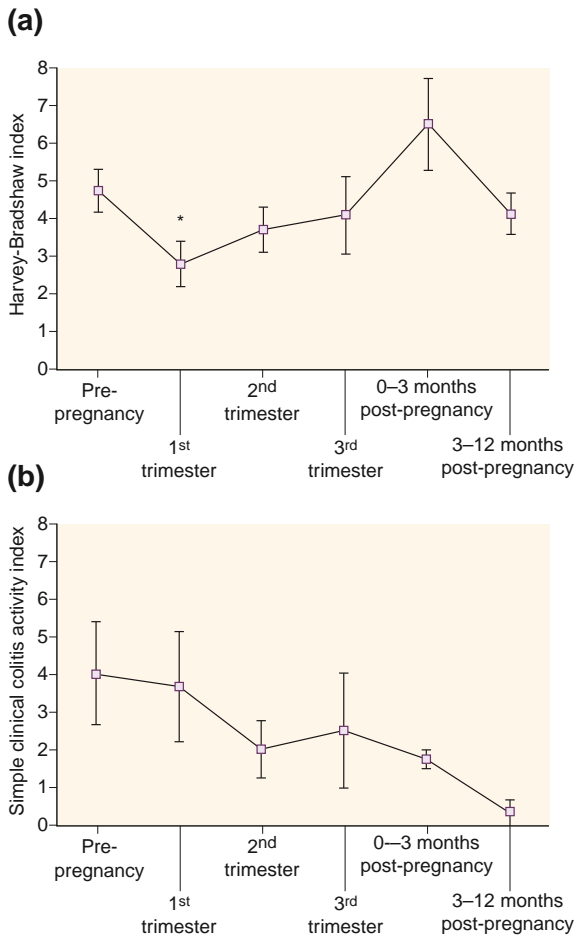 (a)
8
7
6
5
4
3
2
1
0
Harvey-Bradshaw index
*
Pre-
pregnancy
1st
trimester
2nd
trimester
3rd
trimester
0–3 months
post-pregnancy
3–12 months
post-pregnancy
(b)
8
7
6
5
4
3
2
1
0
Simple clinical colitis activity index
Pre-
pregnancy
1st
trimester
2nd
trimester
3rd
trimester
0-–3 months
post-pregnancy
3–12 months
post-pregnancy